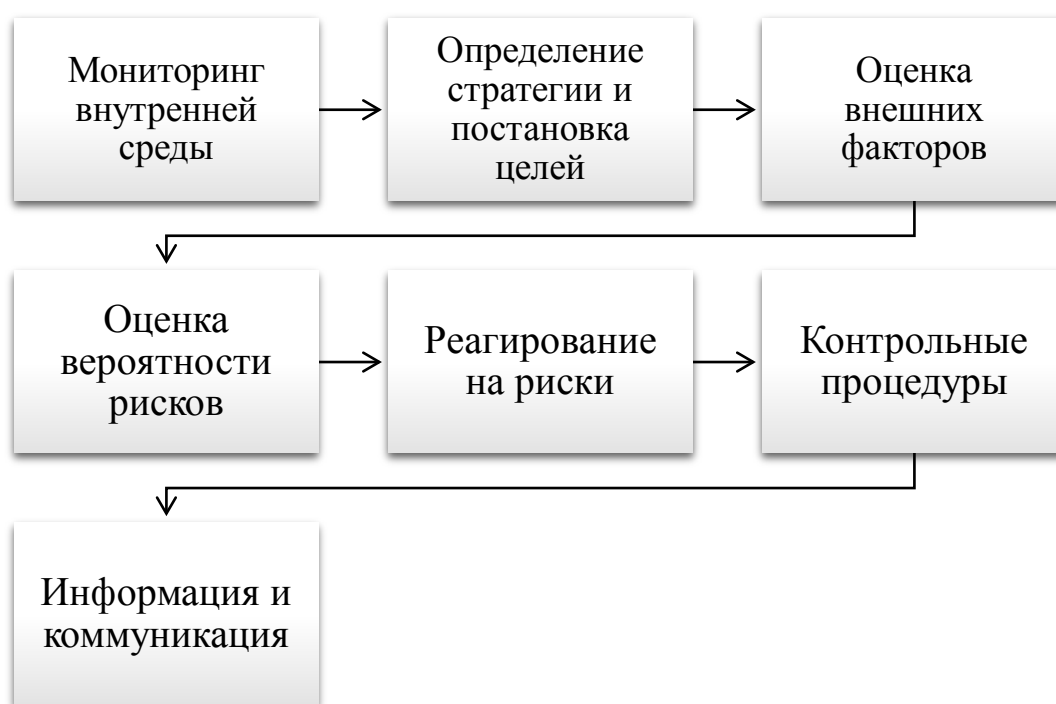 Мониторинг
внутренней
среды
Определение
стратегии и
постановка
целей
Оценка
внешних
факторов
Оценка
вероятности
рисков
Реагирование
на риски
Контрольные
процедуры
Информация и
коммуникация